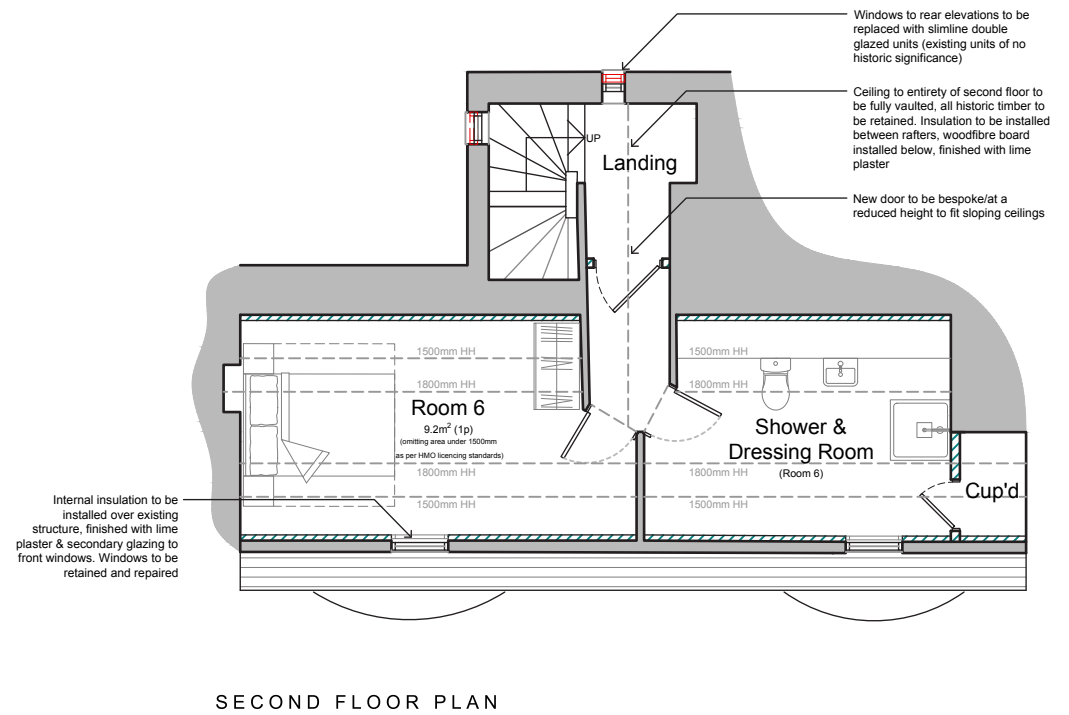 Windows to rear elevations to be
replaced with slimline double
glazed units (existing units of no
historic significance)
Ceiling to entirety of second floor to
be fully vaulted, all historic timber to
be retained. Insulation to be installed
between rafters, woodfibre board
installed below, finished with lime
plaster
UP
Landing
New door to be bespoke/at a
reduced height to fit sloping ceilings
1500mm HH
1500mm HH
1800mm HH
1800mm HH
Room 6
9.2m² (1p)
(omitting area under 1500mm
as per HMO licencing standards)
Shower &
Dressing Room
(Room 6)
1800mm HH
1800mm HH
1500mm HH
1500mm HH
Cup'd
Internal insulation to be
installed over existing
structure, finished with lime
plaster & secondary glazing to
front windows. Windows to be
retained and repaired
SECOND FLOOR PLAN